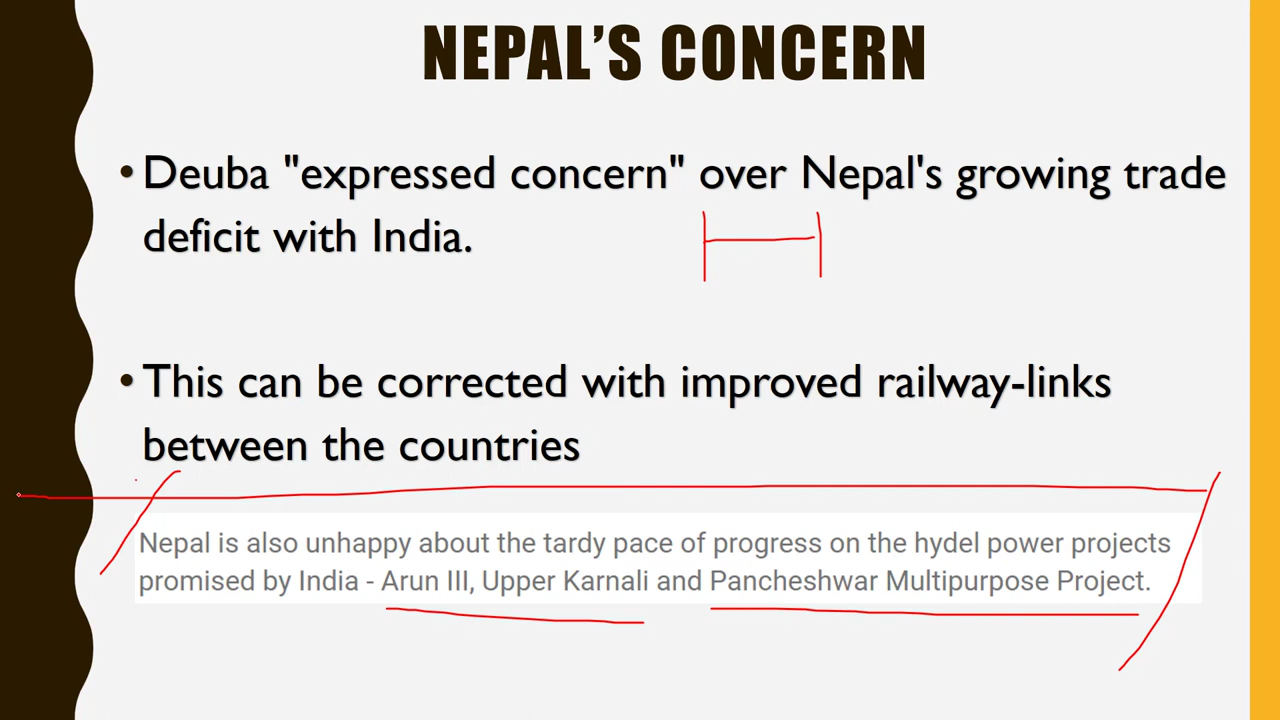 NEPAL’S CONCERN
• Deuba "expressed concern" over Nepal's growing trade
deficit with India.
• This can be corrected with improved railway-links
between the countries
Nepal is also unhappy about the tardy pace of progress on the hydel power projects
promised by India - Arun III, Upper Karnali and Pancheshwar Multipurpose Project.